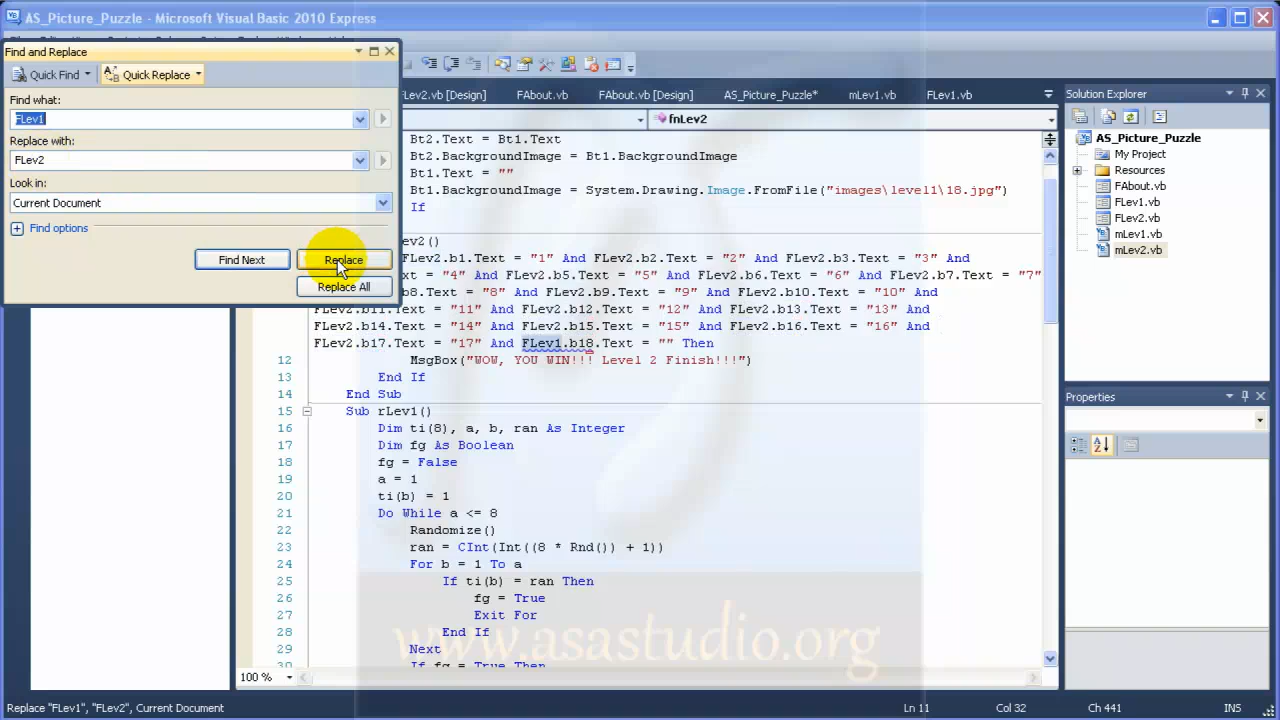 AS_Picture_Puzzle - Microsoft Visual Basic 2010 Express
Find and Replace
Quick Find
Quick Replace
Find what:
FLev1
Replace with:
FLev2
Look in:
Current Document
Find options
Find Next
Replace
Replace All
FLev2.vb [Design]
FAbout.vb
FAbout.vb [Design]
AS_Picture_Puzzle*
mLev1.vb
FLev1.vb
fnLev2
Bt2.Text = Bt1.Text
Bt2.BackgroundImage = Bt1.BackgroundImage
Bt1.Text = ""
Bt1.BackgroundImage = System.Drawing.Image.FromFile("images\level1\18.jpg")
If
ev2()
FLev2.b1.Text = "1" And FLev2.b2.Text = "2" And FLev2.b3.Text = "3" And
ext = "4" And FLev2.b5.Text = "5" And FLev2.b6.Text = "6" And FLev2.b7.Text = "7"
b8.Text = "8" And FLev2.b9.Text = "9" And FLev2.b10.Text = "10" And
FLev2.b11.Text = "11" And FLev2.b12.Text = "12" And FLev2.b13.Text = "13" And
FLev2.b14.Text = "14" And FLev2.b15.Text = "15" And FLev2.b16.Text = "16" And
FLev2.b17.Text = "17" And FLev1.b18.Text = "" Then
12 MsgBox("WOW, YOU WIN!!! Level 2 Finish!!!")
13 End If
14 End Sub
15 Sub rLev1()
16 Dim ti(8), a, b, ran As Integer
17 Dim fg As Boolean
18 fg = False
19 a = 1
20 ti(b) = 1
21 Do While a <= 8
22 Randomize()
23 ran = CInt(Int((8 * Rnd()) + 1))
24 For b = 1 To a
25 If ti(b) = ran Then
26 fg = True
27 Exit For
28 End If
29 Next
30 If fg = True Then
100 %
www.asastudio.org
Solution Explorer
AS_Picture_Puzzle
My Project
Resources
FAbout.vb
FLev1.vb
FLev2.vb
mLev1.vb
mLev2.vb
Properties
Replace "FLev1", "FLev2", Current Document
Ln 11
Col 32
Ch 441
INS